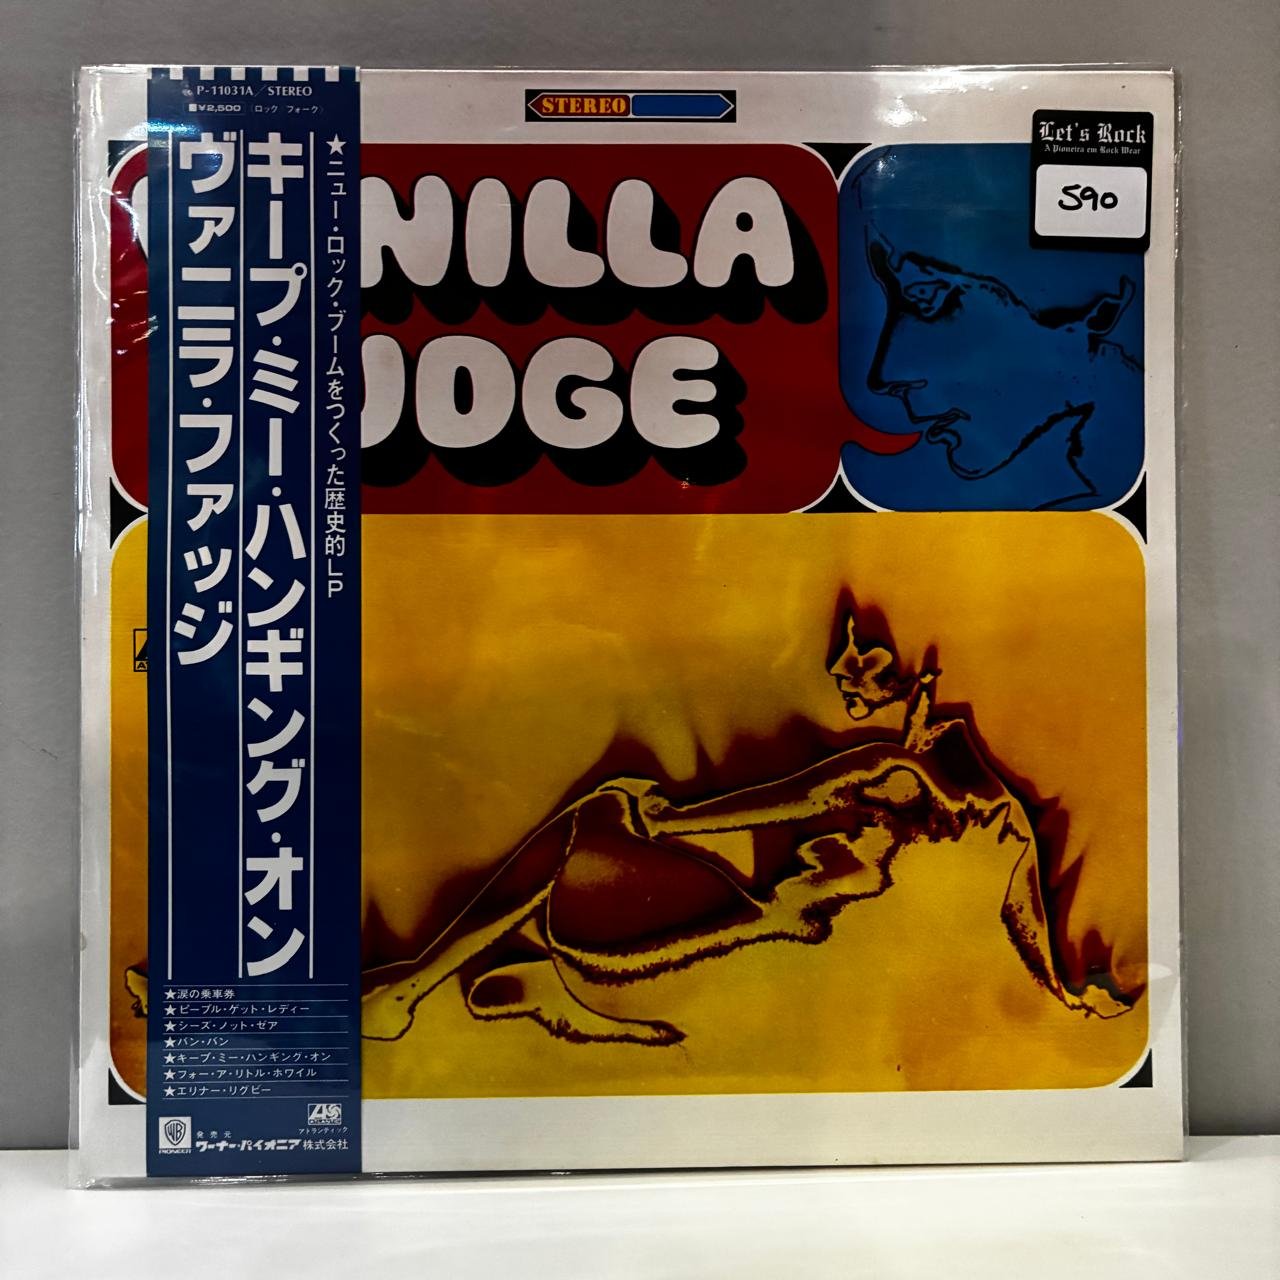 P-11031A/STEREO
¥2,500 (ロック フォーク)
★ニュー・ロック・ブームをつくった歴史的LP
キープ・ミー・ハンギング・オン
ヴァニラ・ファッジ
★涙の乗車券
★ピープル・ゲット・レディー
★シーズ・ノット・ゼア
★バン・バン
★キープ・ミー・ハンギング・オン
★フォー・ア・リトル・ホワイル
★エリナー・リグビー
WB
PIONEER
ATLANTIC
アトランティック
発売元
ワーナー・パイオニア株式会社
STEREO
NILLA
UDGE
Let's Rock
A Pioneira em Rock Wear
590